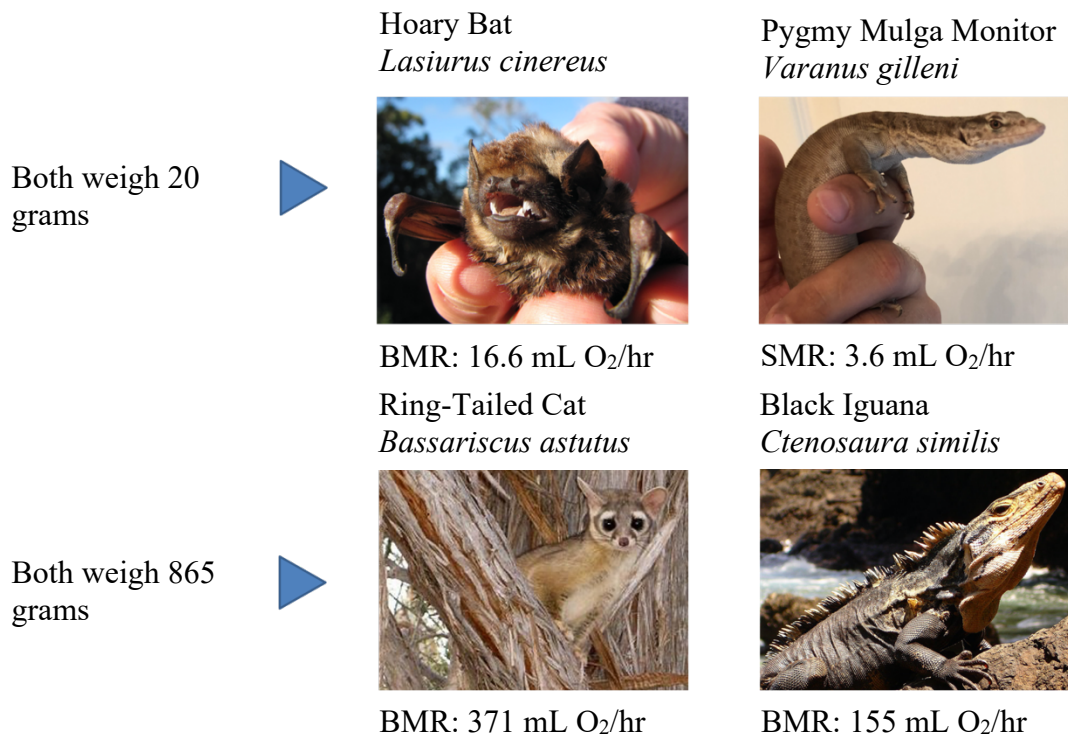 Hoary Bat
Lasiurus cinereus
Pygmy Mulga Monitor
Varanus gilleni
Both weigh 20
grams
BMR: 16.6 mL O₂/hr
SMR: 3.6 mL O₂/hr
Ring-Tailed Cat
Bassariscus astutus
Black Iguana
Ctenosaura similis
Both weigh 865
grams
BMR: 371 mL O₂/hr
BMR: 155 mL O₂/hr